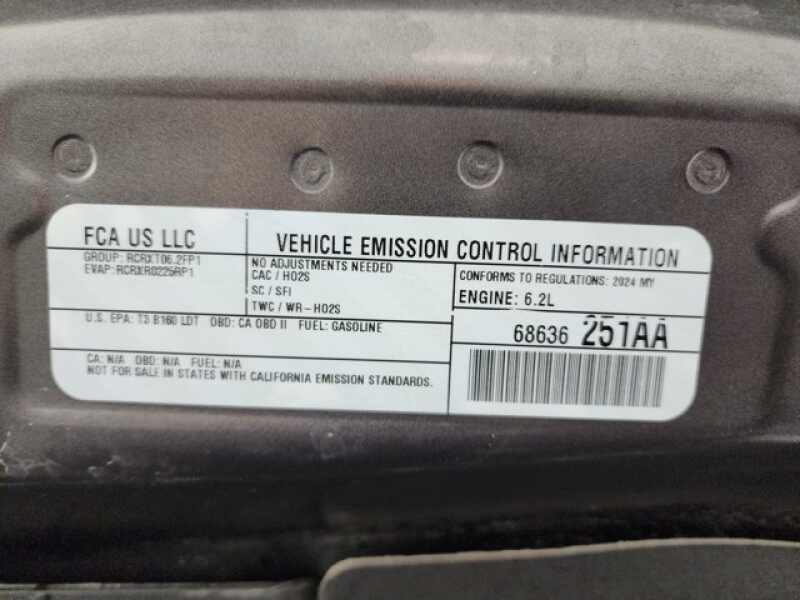 FCA US LLC
GROUP: RCRXT06.2FP1
EVAP: RCRXR0225RP1
VEHICLE EMISSION CONTROL INFORMATION
NO ADJUSTMENTS NEEDED
CAC / HO2S
SC / SFI
TWC / WR-HO2S
CONFORMS TO REGULATIONS: 2024 MY
ENGINE: 6.2L
U.S. EPA: T3 B160 LDT OBD: CA OBD II FUEL: GASOLINE
68636 251AA
CA: N/A OBD: N/A FUEL: N/A
NOT FOR SALE IN STATES WITH CALIFORNIA EMISSION STANDARDS.